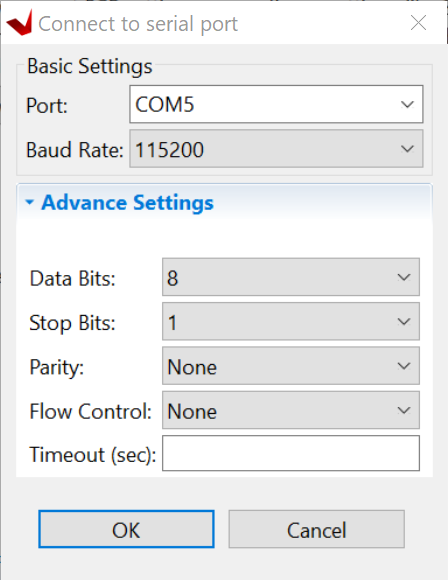 Connect to serial port
Basic Settings
Port: COM5
Baud Rate: 115200
Advance Settings
Data Bits: 8
Stop Bits: 1
Parity: None
Flow Control: None
Timeout (sec):
OK Cancel